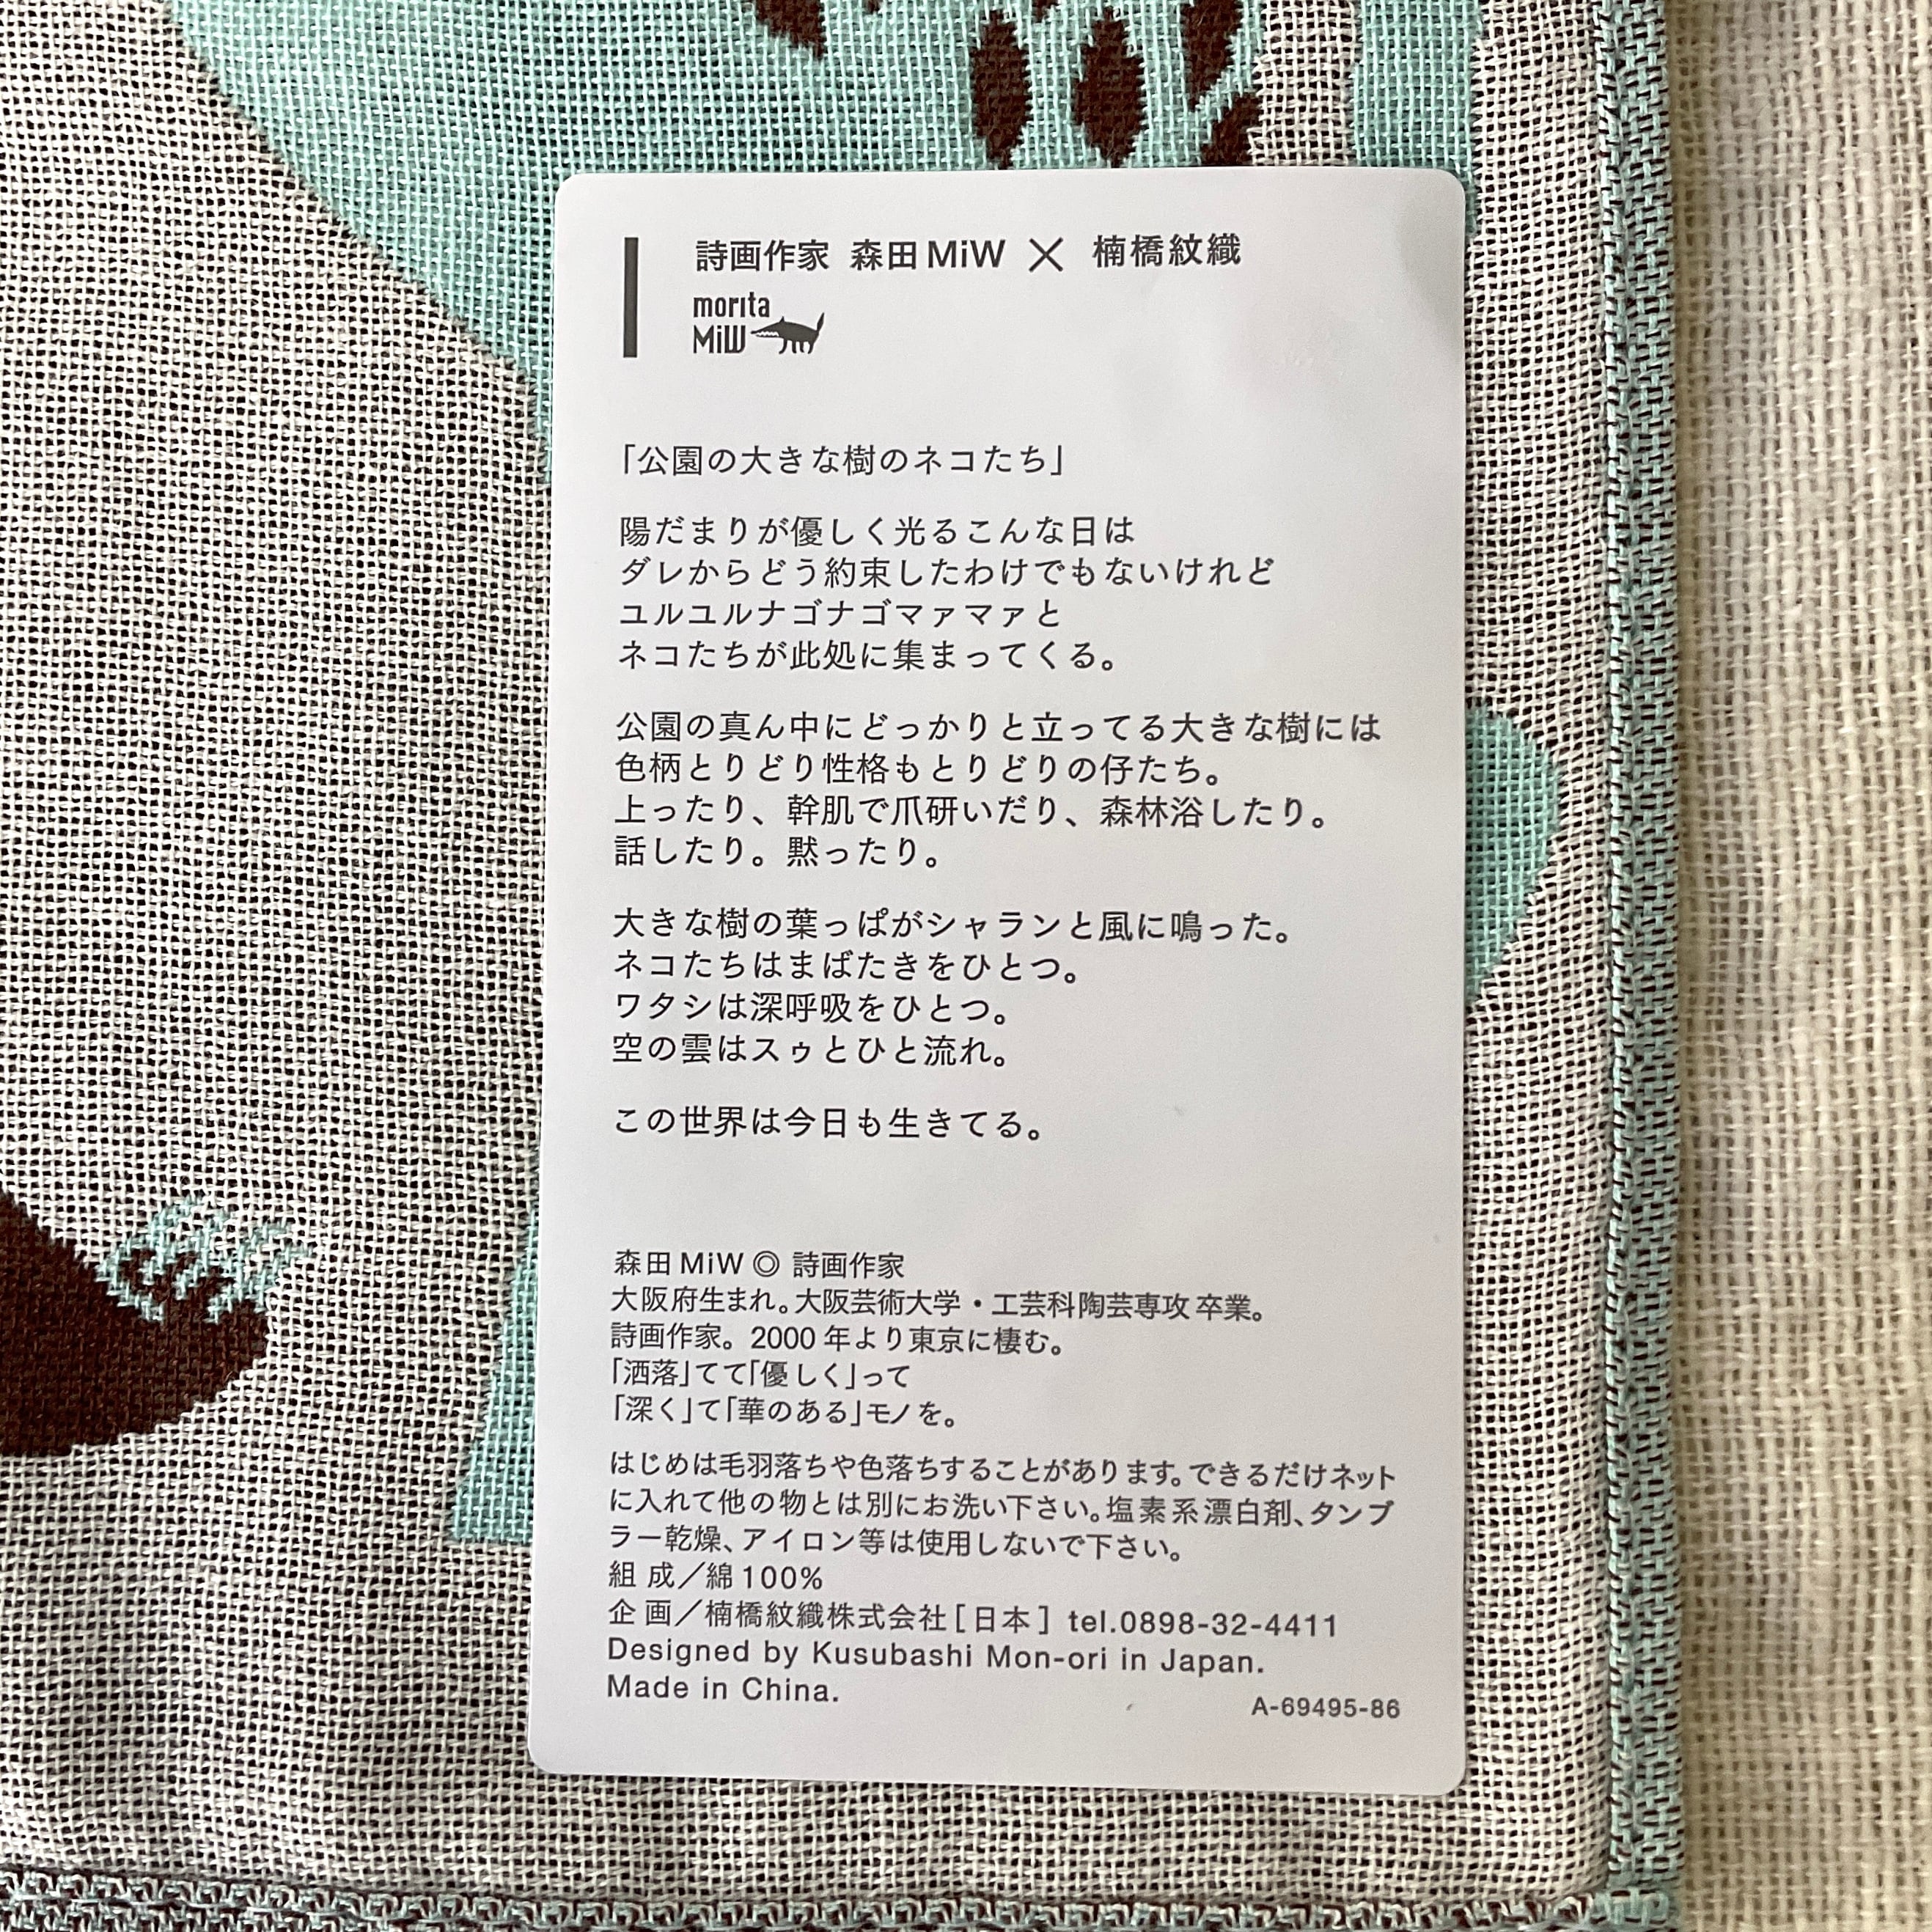 詩画作家 森田MiW × 楠橋紋織
morita
MiW
「公園の大きな樹のネコたち」
陽だまりが優しく光るこんな日は
ダレからどう約束したわけでもないけれど
ユルユルナゴナゴマァマァと
ネコたちが此処に集まってくる。
公園の真ん中にどっかりと立ってる大きな樹には
色柄とりどり性格もとりどりの仔たち。
上ったり、幹肌で爪研いだり、森林浴したり。
話したり。黙ったり。
大きな樹の葉っぱがシャランと風に鳴った。
ネコたちはまばたきをひとつ。
ワタシは深呼吸をひとつ。
空の雲はスゥとひと流れ。
この世界は今日も生きてる。
森田MiW◎ 詩画作家
大阪府生まれ。大阪芸術大学・工芸科陶芸専攻 卒業。
詩画作家。2000年より東京に棲む。
「洒落」てて「優しく」って
「深く」て「華のある」モノを。
はじめは毛羽落ちや色落ちすることがあります。できるだけネット
に入れて他の物とは別にお洗い下さい。塩素系漂白剤、タンブ
ラー乾燥、アイロン等は使用しないで下さい。
組 成／綿100%
企 画／楠橋紋織株式会社［日本］ tel.0898-32-4411
Designed by Kusubashi Mon-ori in Japan.
Made in China.
A-69495-86